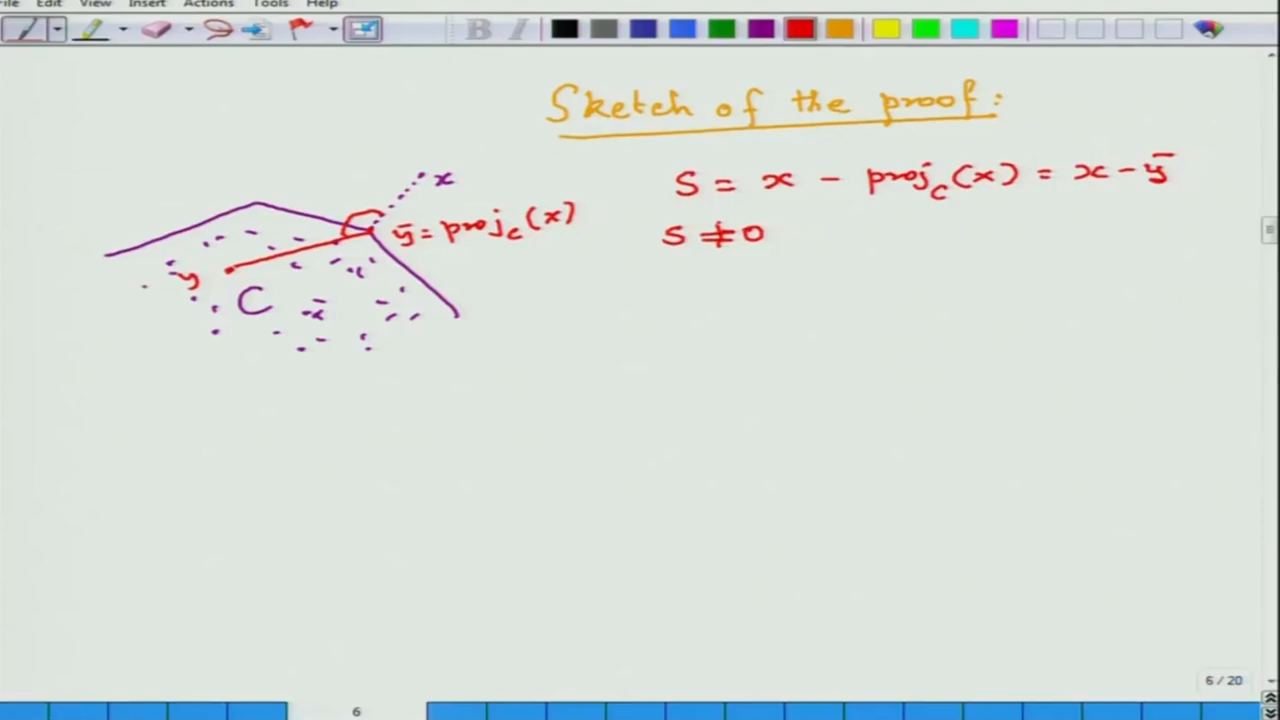 File Edit View Insert Actions Tools Help
B I
Sketch of the proof:
S = x - proj_C(x) = x - ȳ
S ≠ 0
x
ȳ = proj_C(x)
y
C
6 / 20
6